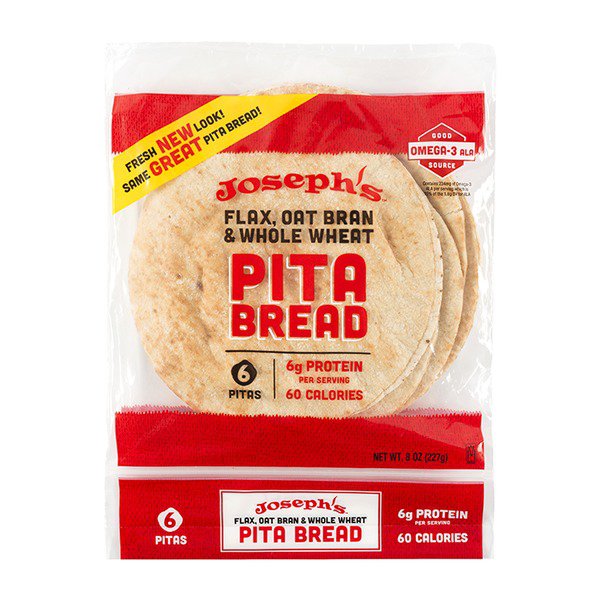 FRESH NEW LOOK!
SAME GREAT PITA BREAD!
GOOD
OMEGA-3 ALA
SOURCE
Joseph's
FLAX, OAT BRAN
& WHOLE WHEAT
PITA
BREAD
6
PITAS
6g PROTEIN
PER SERVING
60 CALORIES
NET WT. 8 OZ (227g)
Joseph's
FLAX, OAT BRAN & WHOLE WHEAT
PITA BREAD
6
PITAS
6g PROTEIN
PER SERVING
60 CALORIES